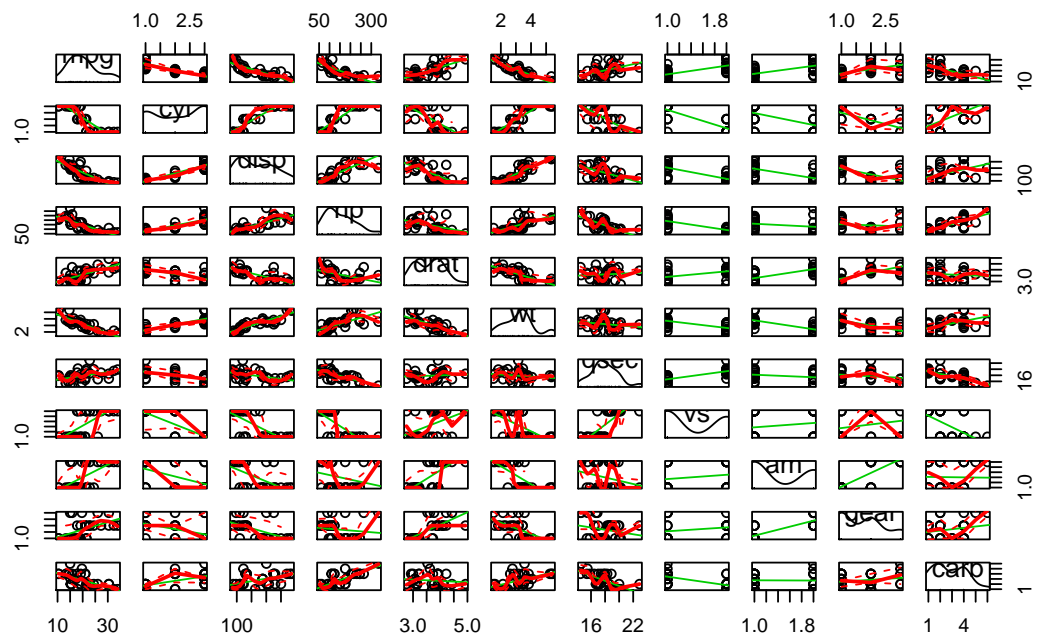 1.0 2.5 50 300 2 4 1.0 1.8 1.0 2.5
mpg 10
1.0 cyl
disp 100
50 hp
drat 3.0
2 wt
qsec 16
1.0 vs
am 1.0
1.0 gear
carb 1
10 30 100 3.0 5.0 16 22 1.0 1.8 1 4